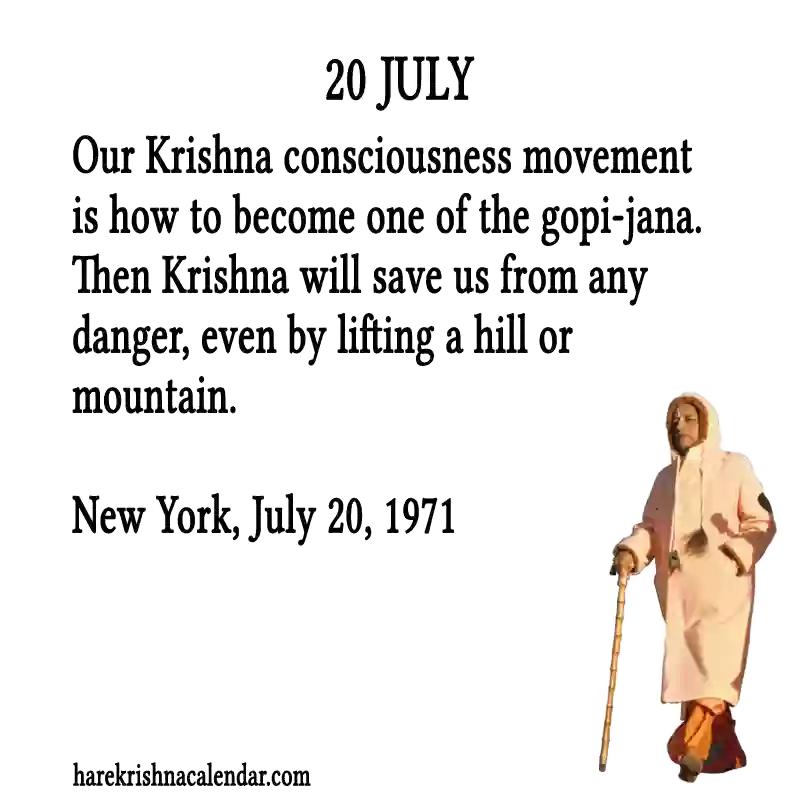 20 JULY
Our Krishna consciousness movement
is how to become one of the gopi-jana.
Then Krishna will save us from any
danger, even by lifting a hill or
mountain.
New York, July 20, 1971
harekrishnacalendar.com